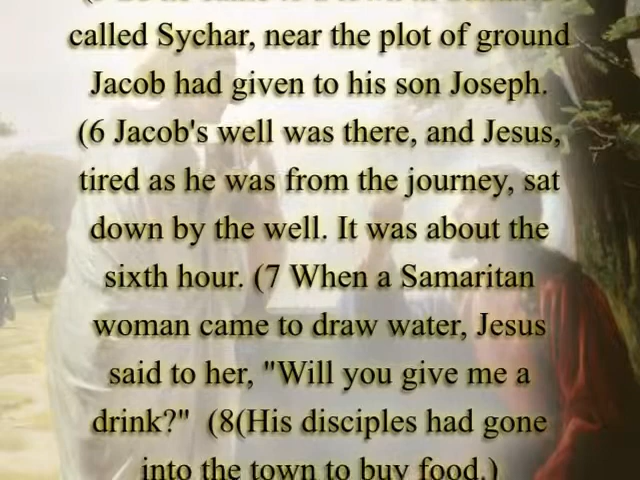 called Sychar, near the plot of ground
Jacob had given to his son Joseph.
(6 Jacob's well was there, and Jesus,
tired as he was from the journey, sat
down by the well. It was about the
sixth hour. (7 When a Samaritan
woman came to draw water, Jesus
said to her, "Will you give me a
drink?"  (8(His disciples had gone
into the town to buy food.)